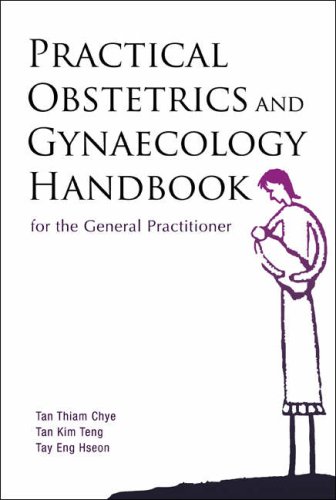 PRACTICAL
OBSTETRICS AND
GYNAECOLOGY
HANDBOOK
for the General Practitioner
Tan Thiam Chye
Tan Kim Teng
Tay Eng Hseon